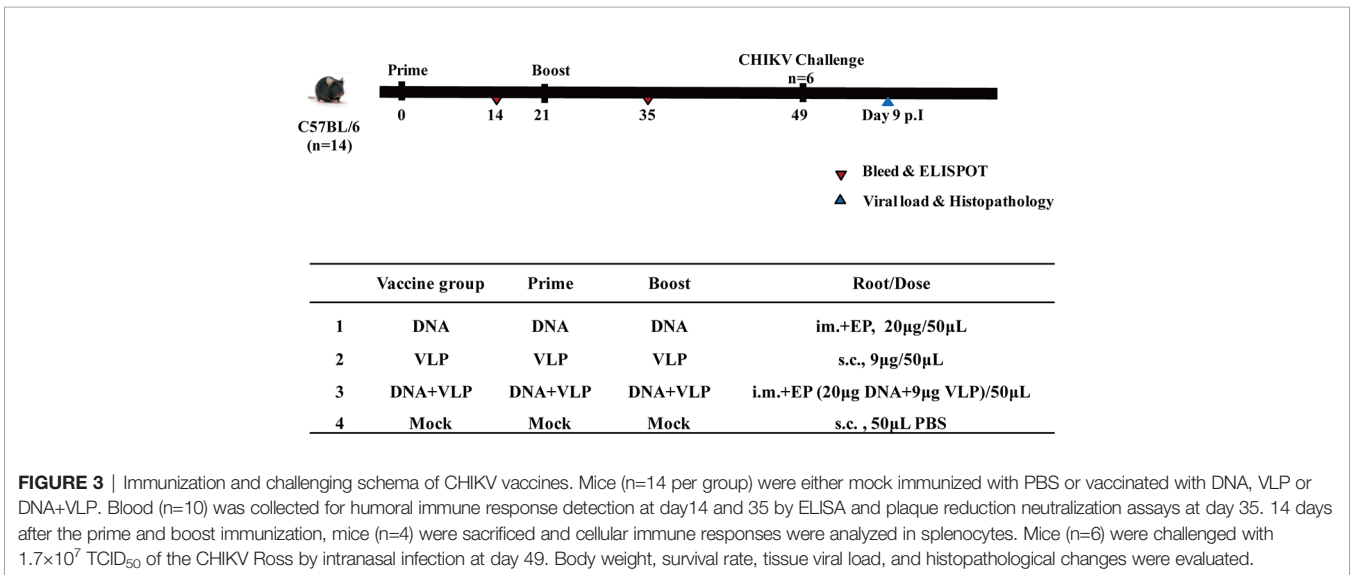 CHIKV Challenge
n=6
Prime
Boost
0
14
21
35
49
Day 9 p.I
C57BL/6
(n=14)
Bleed & ELISPOT
Viral load & Histopathology
Vaccine group Prime Boost Root/Dose
1 DNA DNA DNA im.+EP, 20μg/50μL
2 VLP VLP VLP s.c., 9μg/50μL
3 DNA+VLP DNA+VLP DNA+VLP i.m.+EP (20μg DNA+9μg VLP)/50μL
4 Mock Mock Mock s.c. , 50μL PBS
FIGURE 3 | Immunization and challenging schema of CHIKV vaccines. Mice (n=14 per group) were either mock immunized with PBS or vaccinated with DNA, VLP or
DNA+VLP. Blood (n=10) was collected for humoral immune response detection at day14 and 35 by ELISA and plaque reduction neutralization assays at day 35. 14 days
after the prime and boost immunization, mice (n=4) were sacrificed and cellular immune responses were analyzed in splenocytes. Mice (n=6) were challenged with
1.7×10⁷ TCID₅₀ of the CHIKV Ross by intranasal infection at day 49. Body weight, survival rate, tissue viral load, and histopathological changes were evaluated.